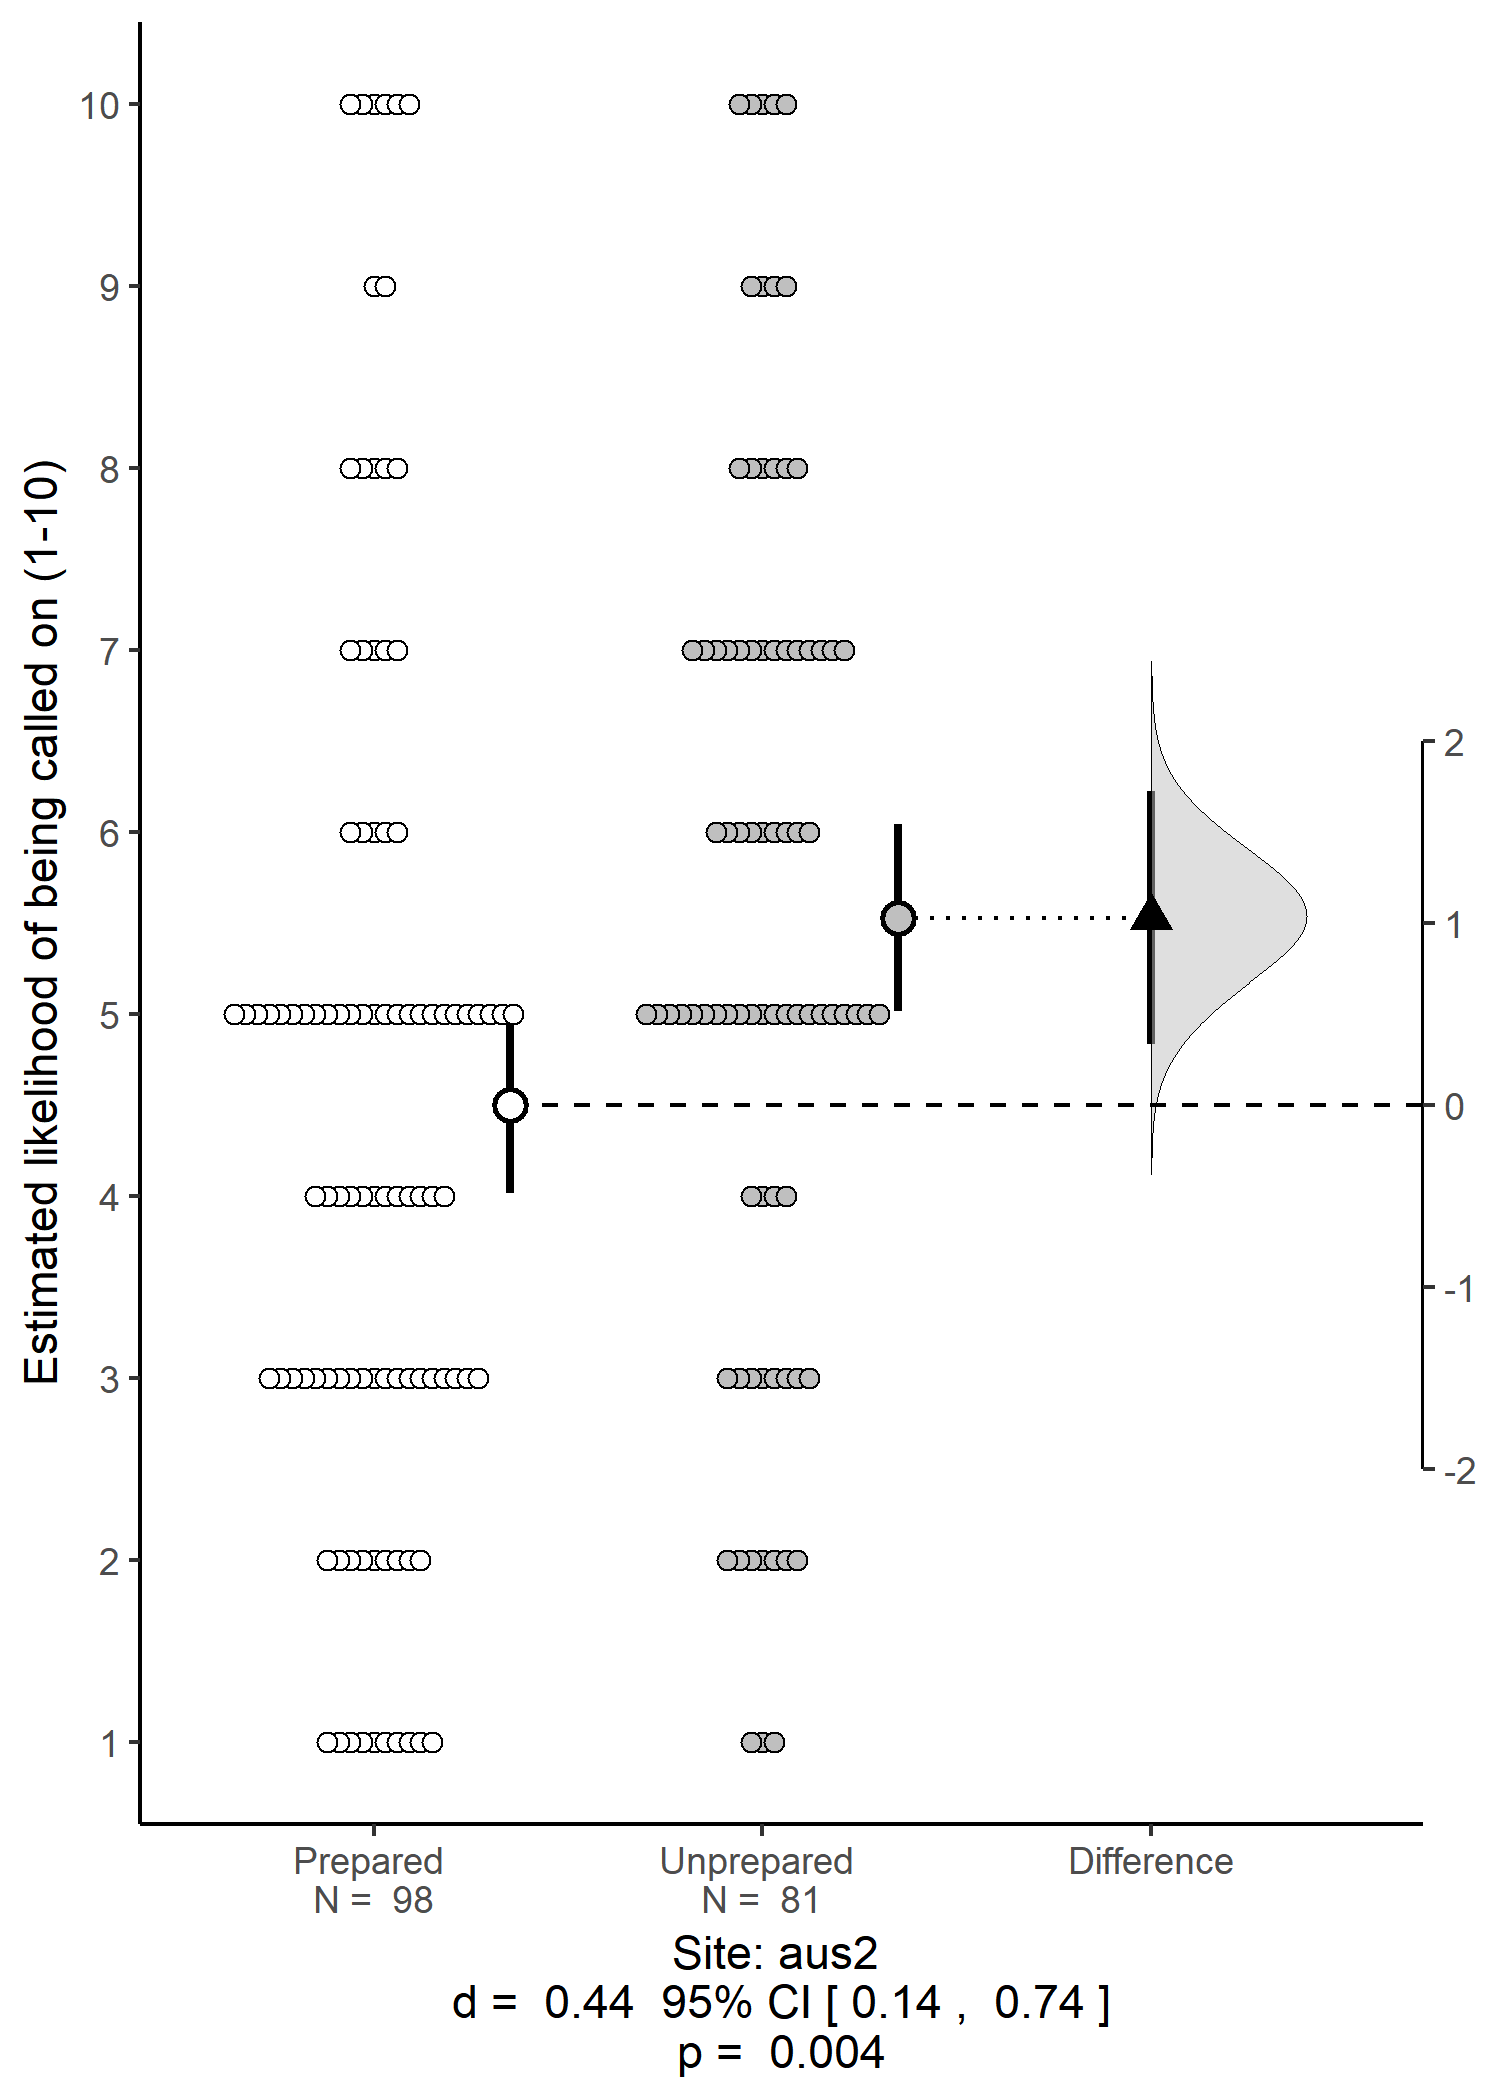 Estimated likelihood of being called on (1-10)
10
9
8
7
6
5
4
3
2
1
2
1
0
-1
-2
Prepared
N = 98
Unprepared
N = 81
Difference
Site: aus2
d = 0.44 95% CI [ 0.14 , 0.74 ]
p = 0.004